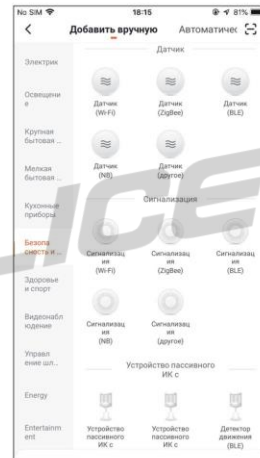 No SIM 18:15 81%
Добавить вручную Автоматичес
Датчик
Электрик
Датчик
(Wi-Fi)
Датчик
(ZigBee)
Датчик
(BLE)
Освещени
е
Крупная
бытовая ...
Датчик
(NB)
Датчик
(другое)
Мелкая
бытовая ...
Кухонные
приборы
Сигнализация
Безопа
сность и ...
Сигнализац
ия
(Wi-Fi)
Сигнализац
ия
(ZigBee)
Сигнализац
ия
(BLE)
Здоровье
и спорт
Видеонабл
юдение
Сигнализац
ия
(NB)
Сигнализац
ия
(другое)
Управл
ение шл...
Устройство пассивного
ИК с
Energy
Entertainm
ent
Устройство
пассивного
ИК с
Устройство
пассивного
ИК с
Детектор
движения
(BLE)